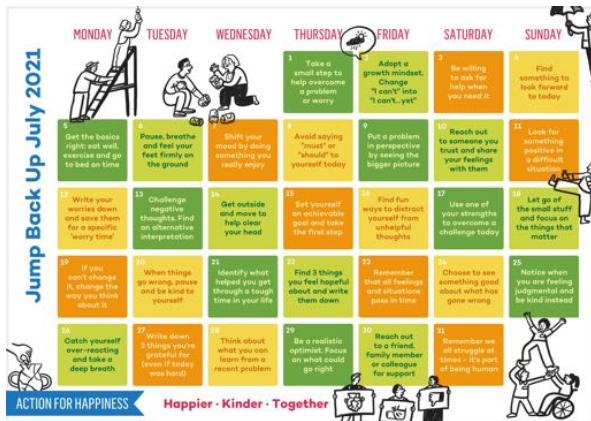 Jump Back Up July 2021
MONDAY TUESDAY WEDNESDAY THURSDAY FRIDAY SATURDAY SUNDAY
1
Take a
small step to
help overcome
a problem
or worry
2
Adopt a
growth mindset.
Change
"I can't" into
"I can't...yet"
3
Be willing
to ask for
help when
you need it
4
Find
something to
look forward
to today
5
Get the basics
right: eat well,
exercise and go
to bed on time
6
Pause, breathe
and feel your
feet firmly on
the ground
7
Shift your
mood by doing
something you
really enjoy
8
Avoid saying
"must" or
"should" to
yourself today
9
Put a problem
in perspective
by seeing the
bigger picture
10
Reach out
to someone you
trust and share
your feelings
with them
11
Look for
something
positive in
a difficult
situation
12
Write your
worries down
and save them
for a specific
'worry time'
13
Challenge
negative
thoughts. Find
an alternative
interpretation
14
Get outside
and move to
help clear
your head
15
Set yourself
an achievable
goal and take
the first step
16
Find fun
ways to distract
yourself from
unhelpful
thoughts
17
Use one of
your strengths
to overcome a
challenge today
18
Let go of
the small stuff
and focus on
the things that
matter
19
If you
can't change
it, change the
way you think
about it
20
When things
go wrong, pause
and be kind to
yourself
21
Identify what
helped you get
through a tough
time in your life
22
Find 3 things
you feel hopeful
about and write
them down
23
Remember
that all feelings
and situations
pass in time
24
Choose to see
something good
about what has
gone wrong
25
Notice when
you are feeling
judgmental and
be kind instead
26
Catch yourself
over-reacting
and take a
deep breath
27
Write down
3 things you're
grateful for
(even if today
was hard)
28
Think about
what you can
learn from a
recent problem
29
Be a realistic
optimist. Focus
on what could
go right
30
Reach out
to a friend,
family member
or colleague
for support
31
Remember we
all struggle at
times - it's part
of being human
ACTION FOR HAPPINESS
Happier · Kinder · Together